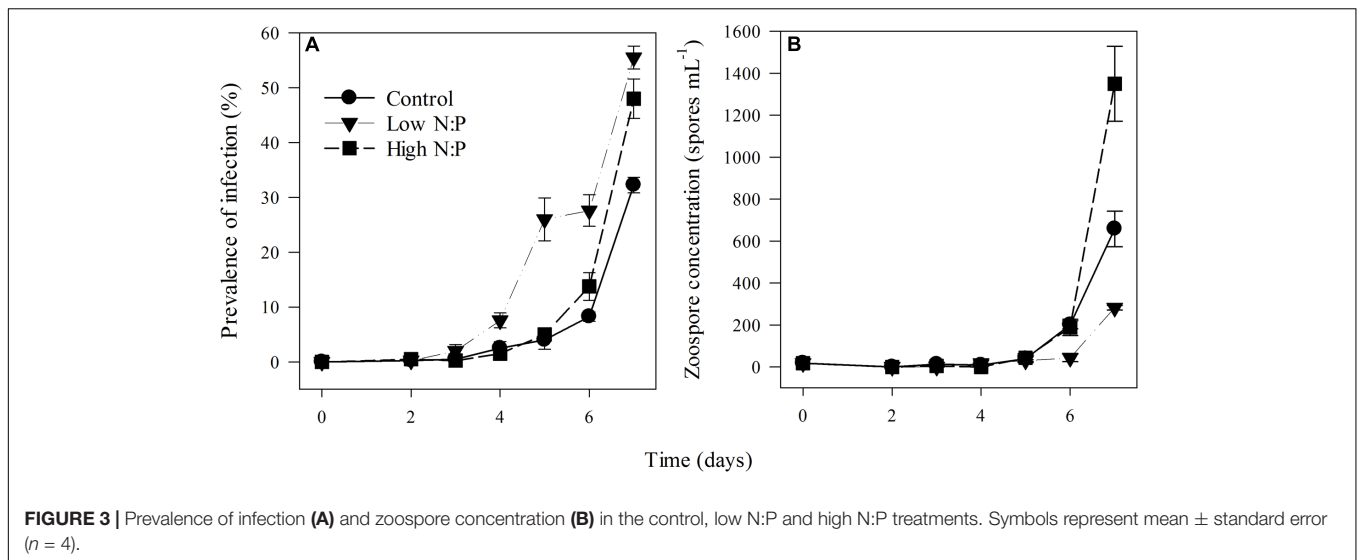 A
Prevalence of infection (%)
60
50
40
30
20
10
0
Control
Low N:P
High N:P
0 2 4 6
B
Zoospore concentration (spores mL⁻¹)
1600
1400
1200
1000
800
600
400
200
0
0 2 4 6
Time (days)
FIGURE 3 | Prevalence of infection (A) and zoospore concentration (B) in the control, low N:P and high N:P treatments. Symbols represent mean ± standard error
(n = 4).